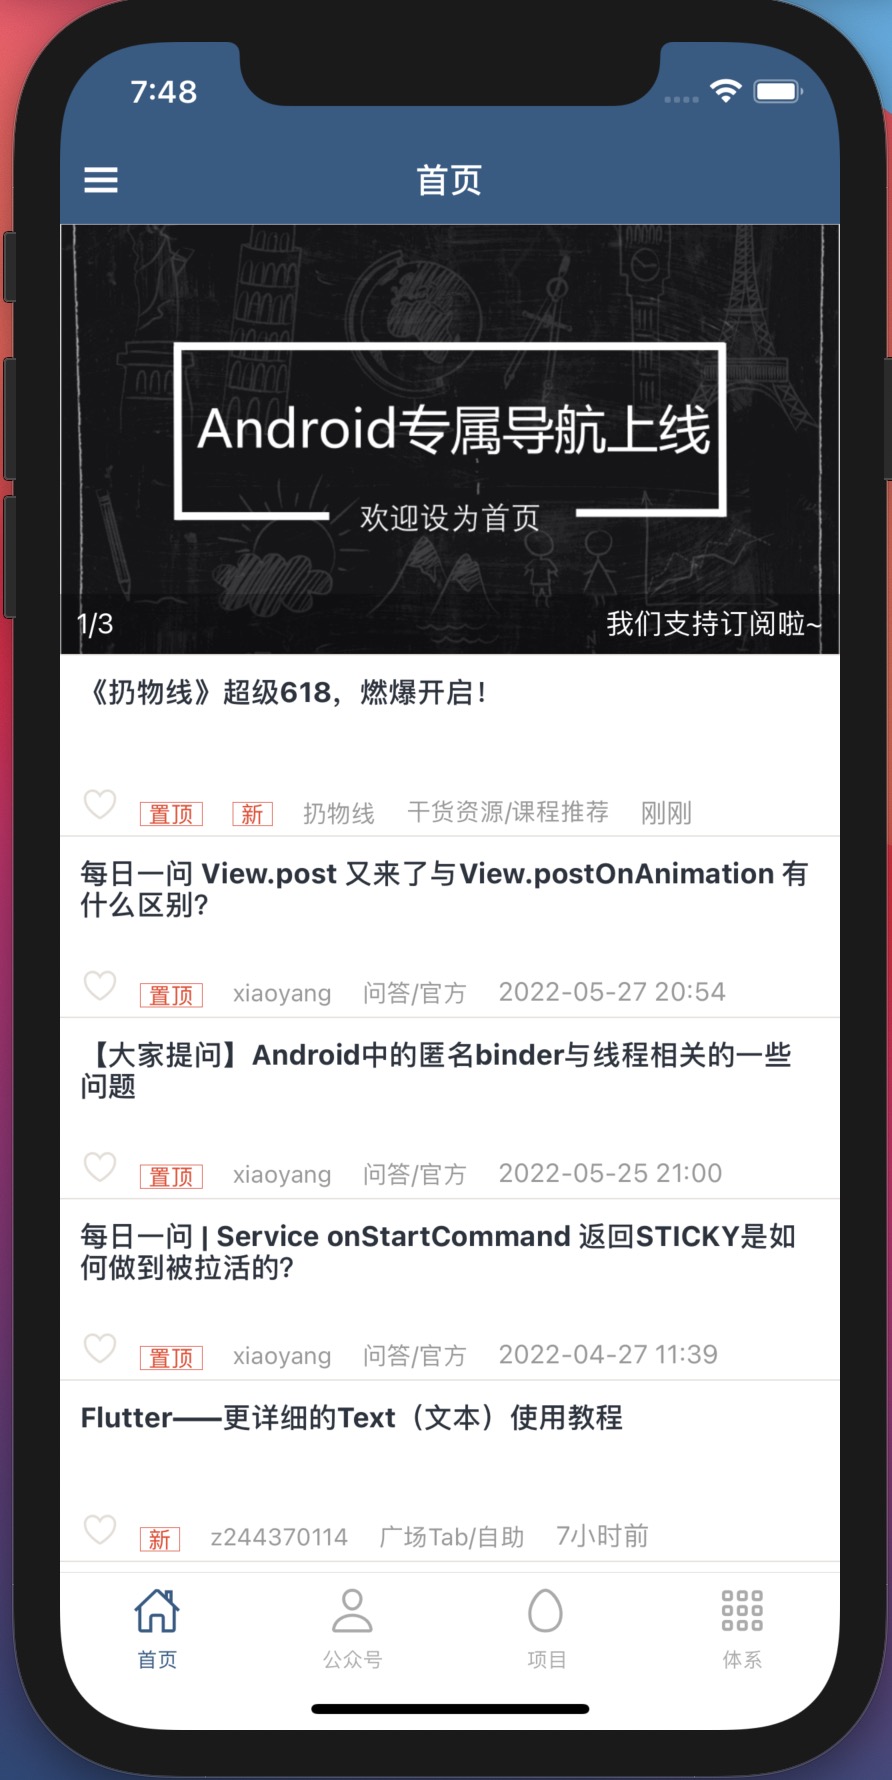 7:48
首页
Android专属导航上线
欢迎设为首页
1/3
我们支持订阅啦~
《扔物线》超级618，燃爆开启！
置顶 新 扔物线 干货资源/课程推荐 刚刚
每日一问 View.post 又来了与View.postOnAnimation 有
什么区别?
置顶 xiaoyang 问答/官方 2022-05-27 20:54
【大家提问】Android中的匿名binder与线程相关的一些
问题
置顶 xiaoyang 问答/官方 2022-05-25 21:00
每日一问 | Service onStartCommand 返回STICKY是如
何做到被拉活的?
置顶 xiaoyang 问答/官方 2022-04-27 11:39
Flutter——更详细的Text（文本）使用教程
新 z244370114 广场Tab/自助 7小时前
首页 公众号 项目 体系